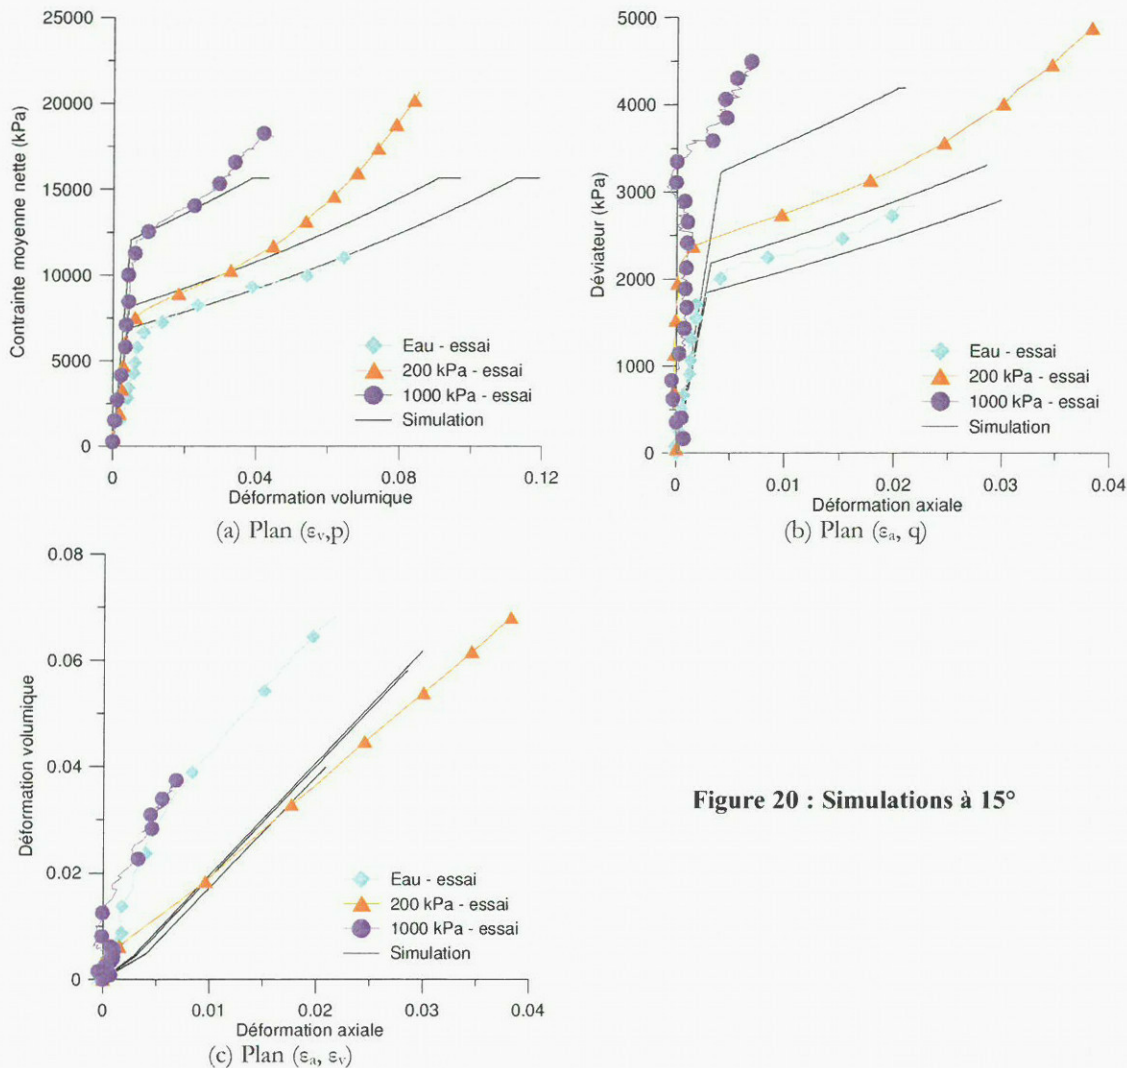 25000
20000
15000
10000
5000
0
Contrainte moyenne nette (kPa)
0
0.04
0.08
0.12
Déformation volumique
Eau - essai
200 kPa - essai
1000 kPa - essai
Simulation
(a) Plan (εv,p)
5000
4000
3000
2000
1000
0
Déviateur (kPa)
0
0.01
0.02
0.03
0.04
Déformation axiale
Eau - essai
200 kPa - essai
1000 kPa - essai
Simulation
(b) Plan (εa, q)
0.08
0.06
0.04
0.02
0
Déformation volumique
0
0.01
0.02
0.03
0.04
Déformation axiale
Eau - essai
200 kPa - essai
1000 kPa - essai
Simulation
(c) Plan (εa, εv)
Figure 20 : Simulations à 15°